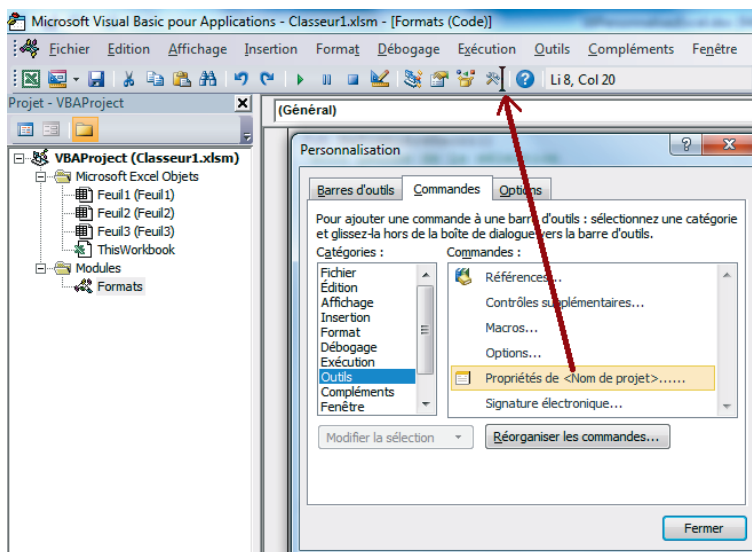 Microsoft Visual Basic pour Applications - Classeur1.xlsm - [Formats (Code)]
Fichier Edition Affichage Insertion Format Débogage Exécution Outils Compléments Fenêtre
Li 8, Col 20
Projet - VBAProject
(Général)
VBAProject (Classeur1.xlsm)
Microsoft Excel Objets
Feuil1 (Feuil1)
Feuil2 (Feuil2)
Feuil3 (Feuil3)
ThisWorkbook
Modules
Formats
Personnalisation
Barres d'outils Commandes Options
Pour ajouter une commande à une barre d'outils : sélectionnez une catégorie
et glissez-la hors de la boîte de dialogue vers la barre d'outils.
Catégories : Commandes :
Fichier
Édition
Affichage
Insertion
Format
Débogage
Exécution
Outils
Compléments
Fenêtre
Références...
Contrôles supplémentaires...
Macros...
Options...
Propriétés de <Nom de projet>......
Signature électronique...
Modifier la sélection
Réorganiser les commandes...
Fermer